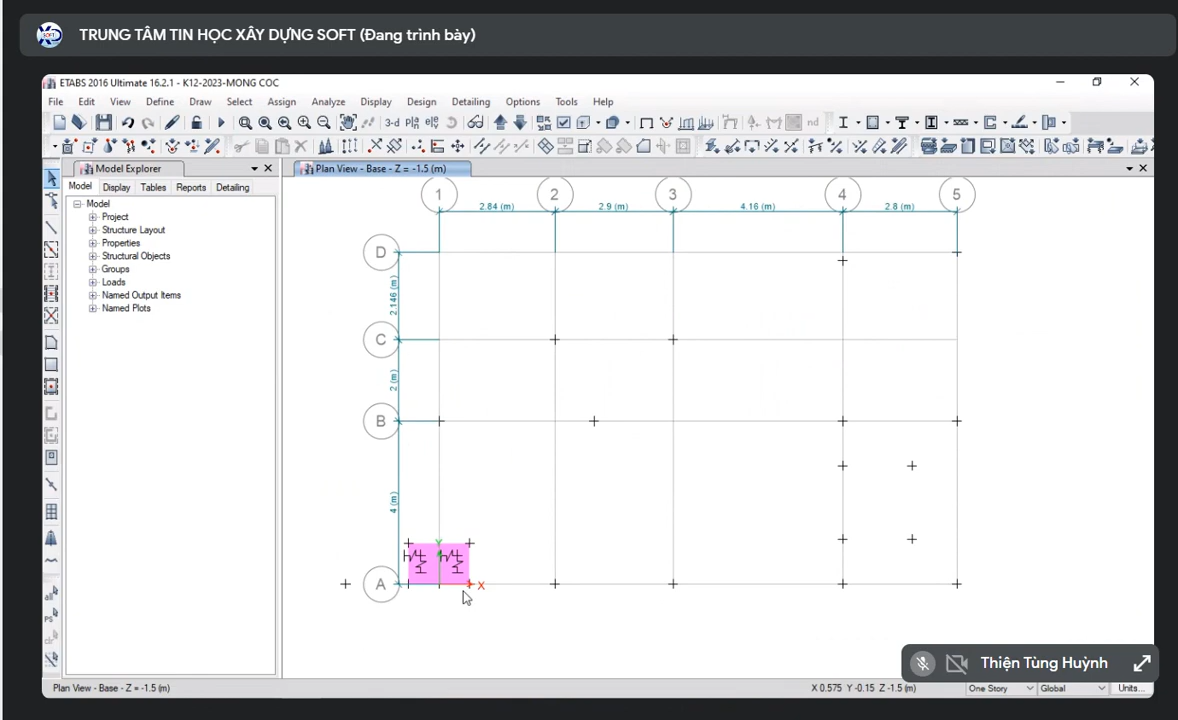 TRUNG TÂM TIN HỌC XÂY DỰNG SOFT (Đang trình bày)
ETABS 2016 Ultimate 16.2.1 - K12-2023-MONG COC
File Edit View Define Draw Select Assign Analyze Display Design Detailing Options Tools Help
3-d
nd
Model Explorer
Plan View - Base - Z = -1.5 (m)
Model Display Tables Reports Detailing
Model
Project
Structure Layout
Properties
Structural Objects
Groups
Loads
Named Output Items
Named Plots
1 2 3 4 5
2.84 (m) 2.9 (m) 4.16 (m) 2.8 (m)
D
2.146 (m)
C
2 (m)
B
4 (m)
A
Y
X
all
PS
clr
Thiện Tùng Huỳnh
Plan View - Base - Z = -1.5 (m)
X 0.575 Y -0.15 Z -1.5 (m)
One Story
Global
Units...